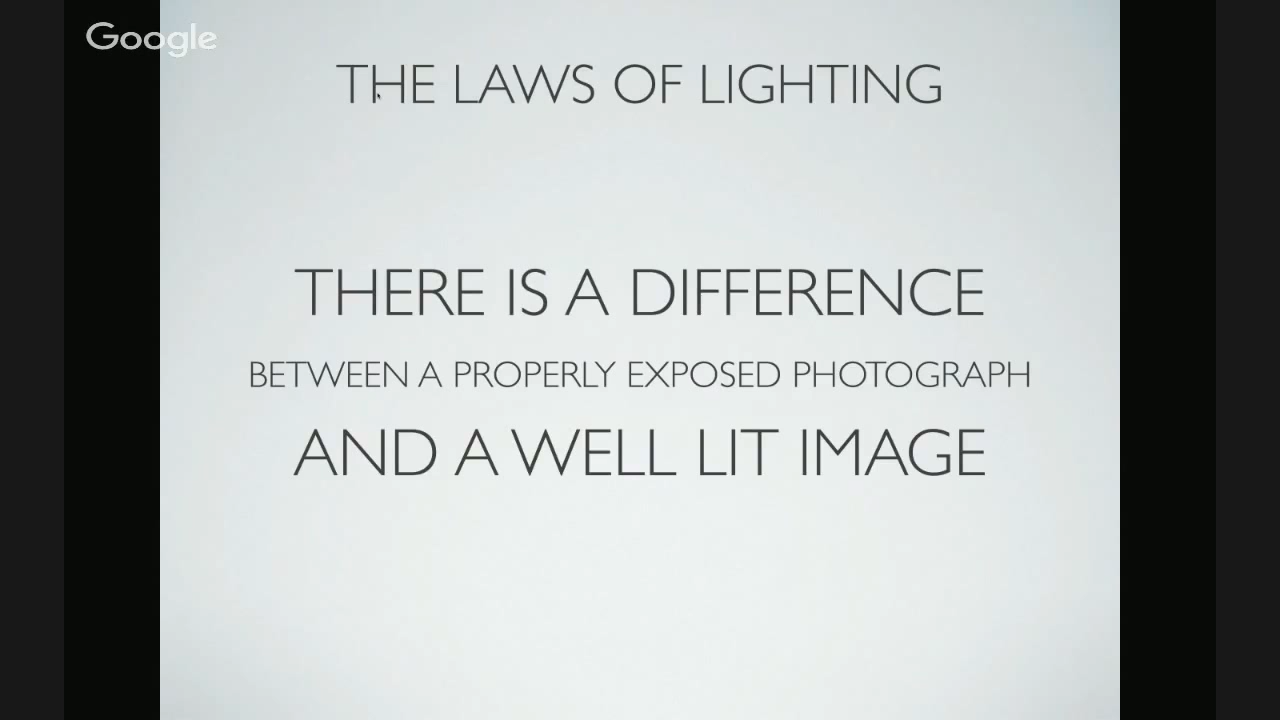 Google
THE LAWS OF LIGHTING
THERE IS A DIFFERENCE
BETWEEN A PROPERLY EXPOSED PHOTOGRAPH
AND A WELL LIT IMAGE